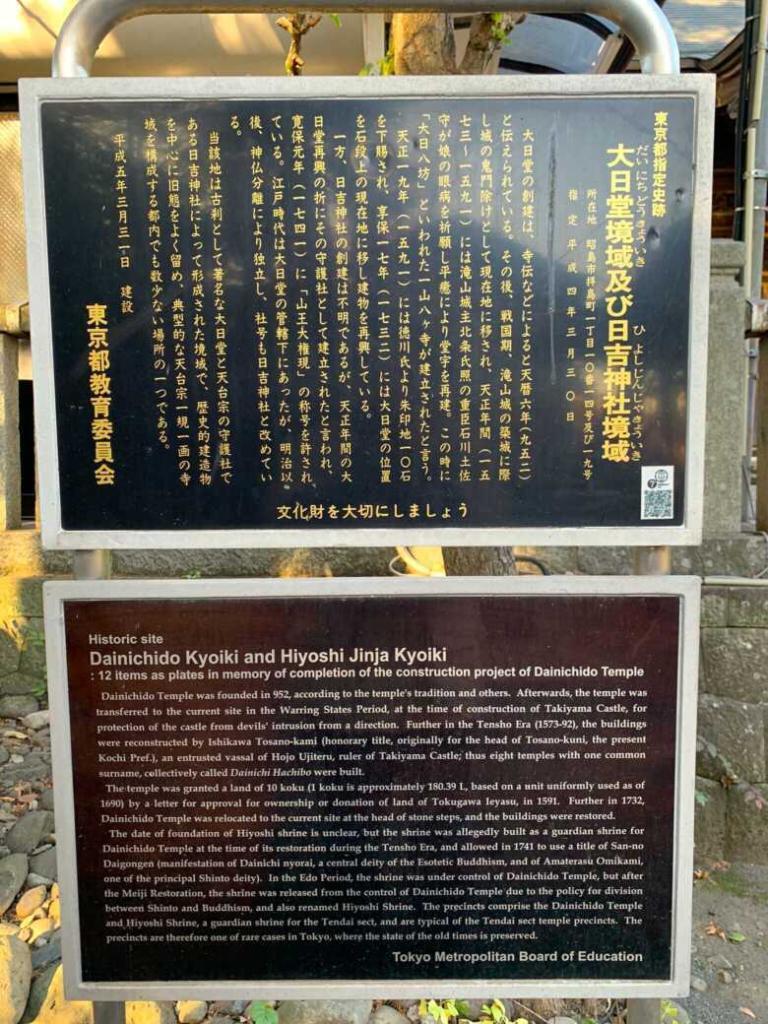 東京都指定史跡
だいにちどうきょういき ひよしじんじゃきょういき
大日堂境域及び日吉神社境域
所在地 昭島市拝島町一丁目一〇番一四号及び一九号
指定 平成四年三月三〇日
大日堂の創建は、寺伝などによると天暦六年(九五二)
と伝えられている。その後、戦国期、滝山城の築城に際
し城の鬼門除けとして現在地に移され、天正年間(一五
七三〜一五九一)には滝山城主北条氏照の重臣石川土佐
守が娘の眼病を祈願し平癒により堂宇を再建。この時に
「大日八坊」といわれた一山八ヶ寺が建立されたと言う。
天正一九年(一五九一)には徳川氏より朱印地一〇石
を下賜され、享保一七年(一七三二)には大日堂の位置
を石段上の現在地に移し建物を再興している。
一方、日吉神社の創建は不明であるが、天正年間の大
日堂再興の折にその守護社として建立されたと言われ、
寛保元年(一七四一)に「山王大権現」の称号を許され
ている。江戸時代は大日堂の管轄下にあったが、明治以
後、神仏分離により独立し、社号も日吉神社と改めてい
る。
当該地は古刹として著名な大日堂と天台宗の守護社で
ある日吉神社によって形成された境域で、歴史的建造物
を中心に旧態をよく留め、典型的な天台宗一規一画の寺
域を構成する都内でも数少ない場所の一つである。
平成五年三月三一日 建設
東京都教育委員会
文化財を大切にしましょう
Historic site
Dainichido Kyoiki and Hiyoshi Jinja Kyoiki
: 12 items as plates in memory of completion of the construction project of Dainichido Temple
Dainichido Temple was founded in 952, according to the temple's tradition and others. Afterwards, the temple was
transferred to the current site in the Warring States Period, at the time of construction of Takiyama Castle, for
protection of the castle from devils' intrusion from a direction. Further in the Tensho Era (1573-92), the buildings
were reconstructed by Ishikawa Tosano-kami (honorary title, originally for the head of Tosano-kuni, the present
Kochi Pref.), an entrusted vassal of Hojo Ujiteru, ruler of Takiyama Castle; thus eight temples with one common
surname, collectively called Dainichi Hachibo were built.
The temple was granted a land of 10 koku (1 koku is approximately 180.39 L, based on a unit uniformly used as of
1690) by a letter for approval for ownership or donation of land of Tokugawa Ieyasu, in 1591. Further in 1732,
Dainichido Temple was relocated to the current site at the head of stone steps, and the buildings were restored.
The date of foundation of Hiyoshi shrine is unclear, but the shrine was allegedly built as a guardian shrine for
Dainichido Temple at the time of its restoration during the Tensho Era, and allowed in 1741 to use a title of San-no
Daigongen (manifestation of Dainichi nyorai, a central deity of the Esotetic Buddhism, and of Amaterasu Omikami,
one of the principal Shinto deity). In the Edo Period, the shrine was under control of Dainichido Temple, but after
the Meiji Restoration, the shrine was released from the control of Dainichido Temple due to the policy for division
between Shinto and Buddhism, and also renamed Hiyoshi Shrine. The precincts comprise the Dainichido Temple
and Hiyoshi Shrine, a guardian shrine for the Tendai sect, and are typical of the Tendai sect temple precincts. The
precincts are therefore one of rare cases in Tokyo, where the state of the old times is preserved.
Tokyo Metropolitan Board of Education